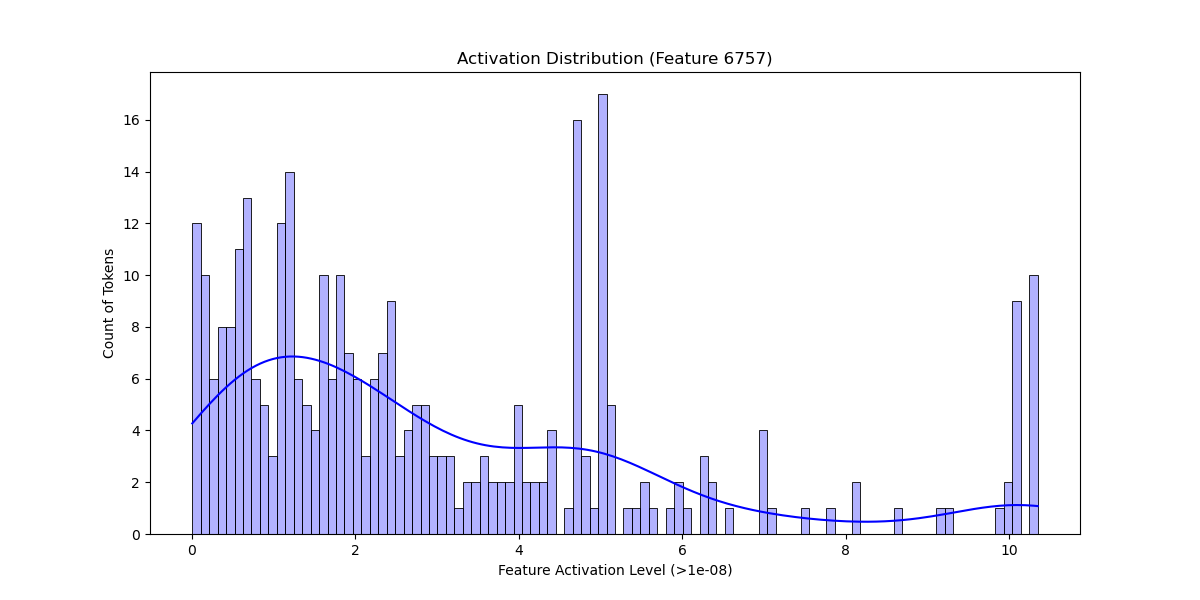 Activation Distribution (Feature 6757)
16
14
12
10
8
6
4
2
0
Count of Tokens
0 2 4 6 8 10
Feature Activation Level (>1e-08)